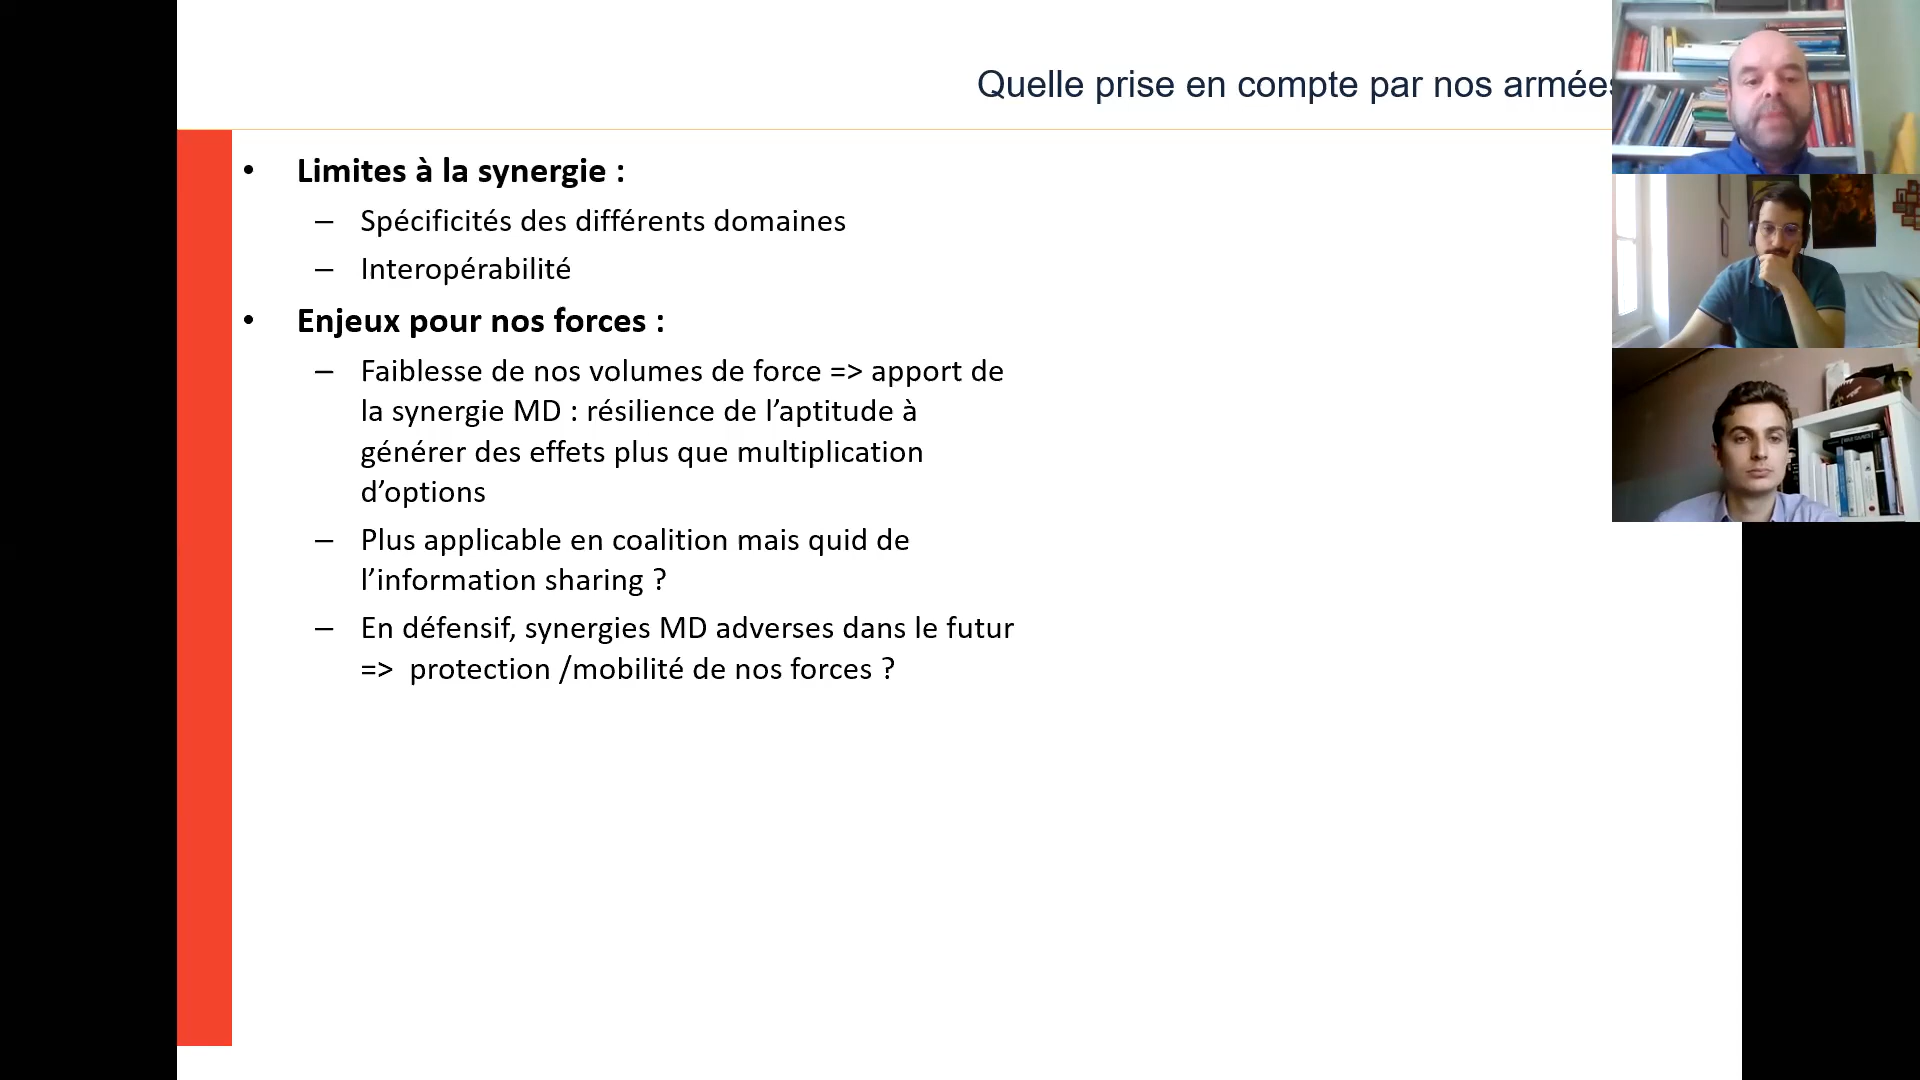 Quelle prise en compte par nos armées
• Limites à la synergie :
– Spécificités des différents domaines
– Interopérabilité
• Enjeux pour nos forces :
– Faiblesse de nos volumes de force => apport de
la synergie MD : résilience de l’aptitude à
générer des effets plus que multiplication
d’options
– Plus applicable en coalition mais quid de
l’information sharing ?
– En défensif, synergies MD adverses dans le futur
=> protection /mobilité de nos forces ?